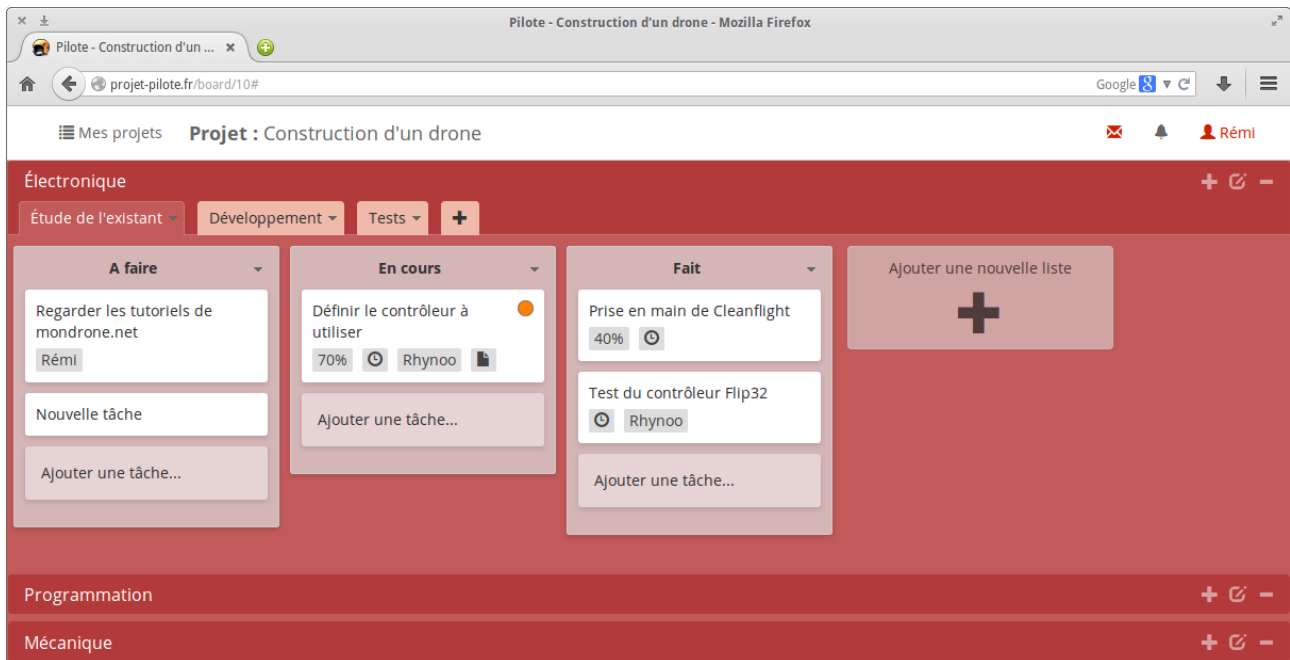 Pilote - Construction d'un drone - Mozilla Firefox
Pilote - Construction d'un ...
projet-pilote.fr/board/10#
Google
Mes projets
Projet : Construction d'un drone
Rémi
Électronique
Étude de l'existant
Développement
Tests
A faire
Regarder les tutoriels de
mondrone.net
Rémi
Nouvelle tâche
Ajouter une tâche...
En cours
Définir le contrôleur à
utiliser
70% Rhynoo
Ajouter une tâche...
Fait
Prise en main de Cleanflight
40%
Test du contrôleur Flip32
Rhynoo
Ajouter une tâche...
Ajouter une nouvelle liste
Programmation
Mécanique